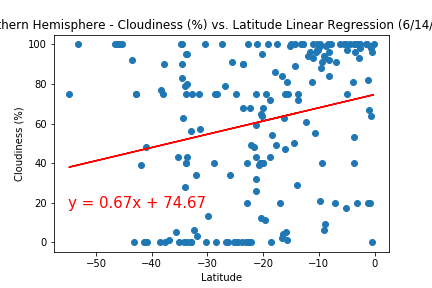 thern Hemisphere - Cloudiness (%) vs. Latitude Linear Regression (6/14/
100
80
60
40
20
0
Cloudiness (%)
y = 0.67x + 74.67
−50 −40 −30 −20 −10 0
Latitude